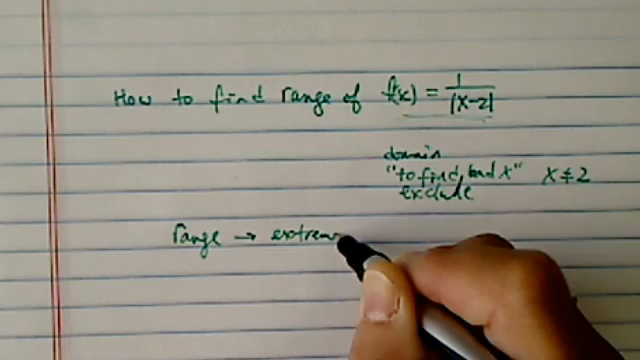 How to find range of f(x) = 1/|x-2|
domain
"to find bad x" x ≠ 2
exclude
range → extrem